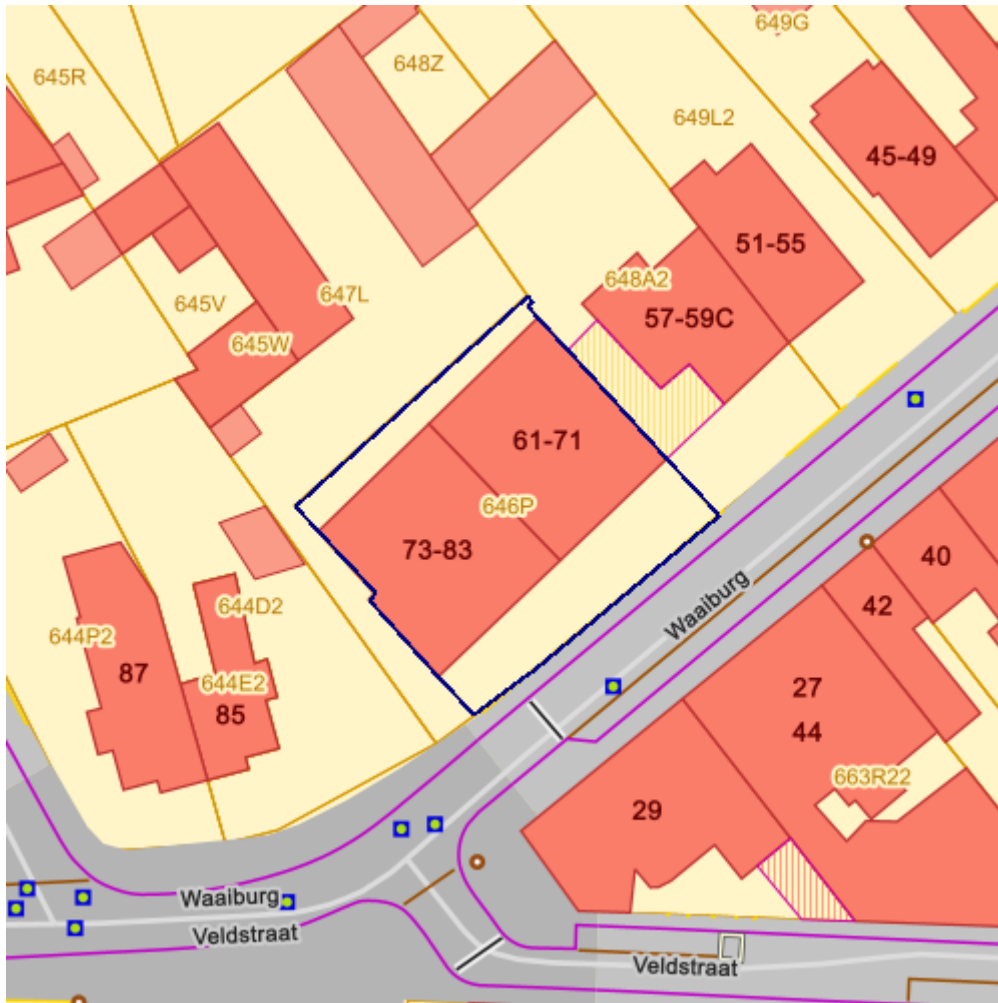 649G
645R
648Z
649L2
45-49
51-55
648A2
57-59C
647L
645V
645W
61-71
646P
73-83
40
Waaiburg
42
644D2
644P2
87
644E2
85
27
44
663R22
29
Waaiburg
Veldstraat
Veldstraat